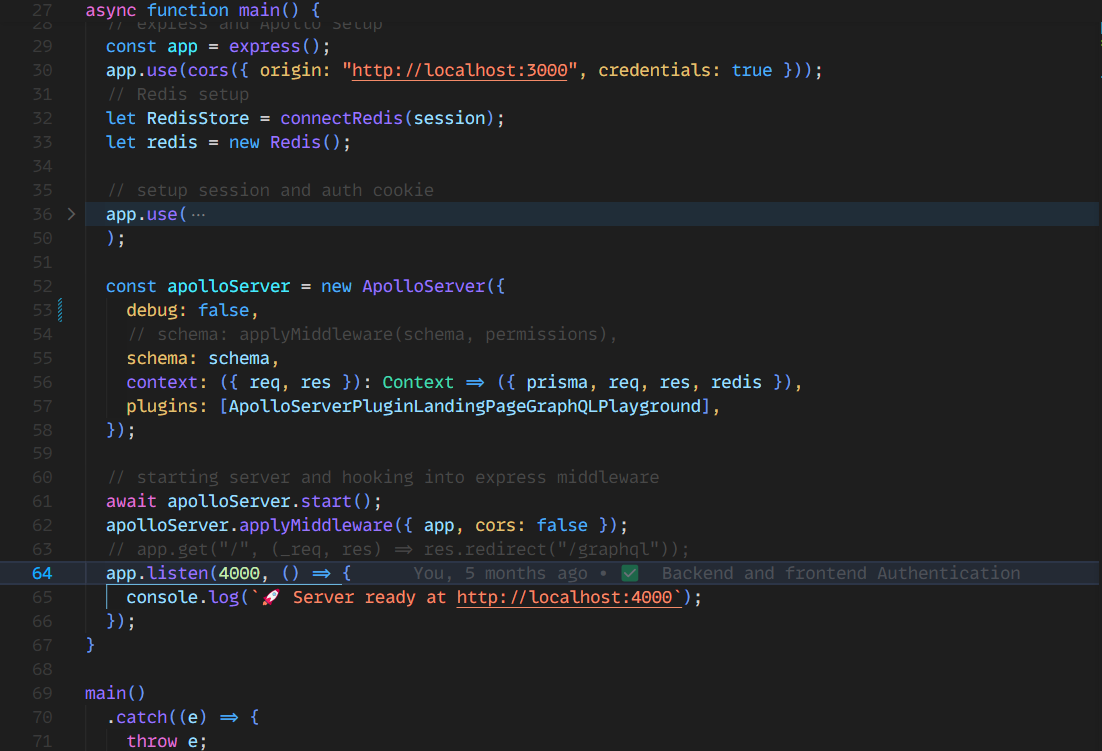 27 async function main() {
28 // express and Apollo Setup
29 const app = express();
30 app.use(cors({ origin: "http://localhost:3000", credentials: true }));
31 // Redis setup
32 let RedisStore = connectRedis(session);
33 let redis = new Redis();
34
35 // setup session and auth cookie
36 app.use( ···
50 );
51
52 const apolloServer = new ApolloServer({
53 debug: false,
54 // schema: applyMiddleware(schema, permissions),
55 schema: schema,
56 context: ({ req, res }): Context => ({ prisma, req, res, redis }),
57 plugins: [ApolloServerPluginLandingPageGraphQLPlayground],
58 });
59
60 // starting server and hooking into express middleware
61 await apolloServer.start();
62 apolloServer.applyMiddleware({ app, cors: false });
63 // app.get("/", (_req, res) => res.redirect("/graphql"));
64 app.listen(4000, () => { You, 5 months ago • ✅ Backend and frontend Authentication
65 console.log(`🚀 Server ready at http://localhost:4000`);
66 });
67 }
68
69 main()
70 .catch((e) => {
71 throw e;